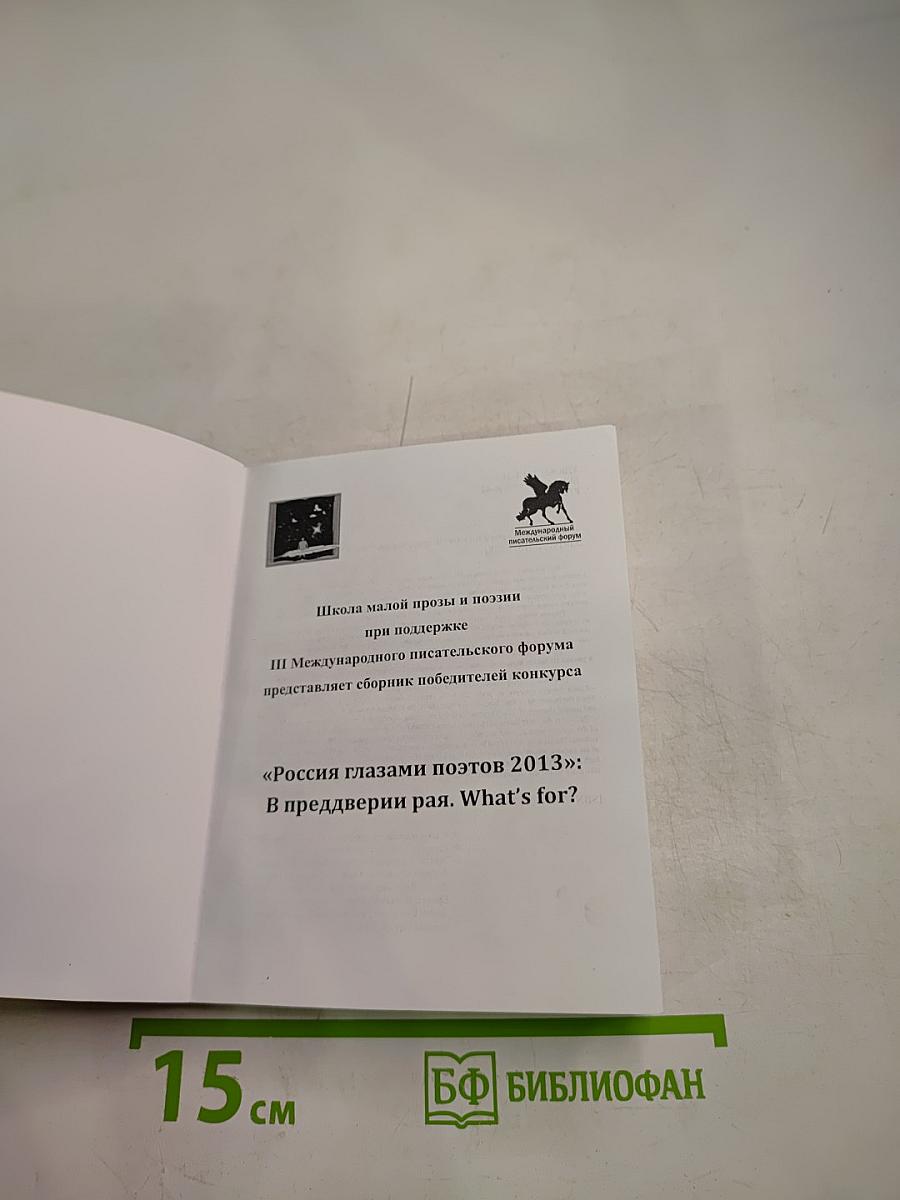 Международный
писательский форум
Школа малой прозы и поэзии
при поддержке
III Международного писательского форума
представляет сборник победителей конкурса
«Россия глазами поэтов 2013»:
В преддверии рая. What's for?
15 см
БФ БИБЛИОФАН